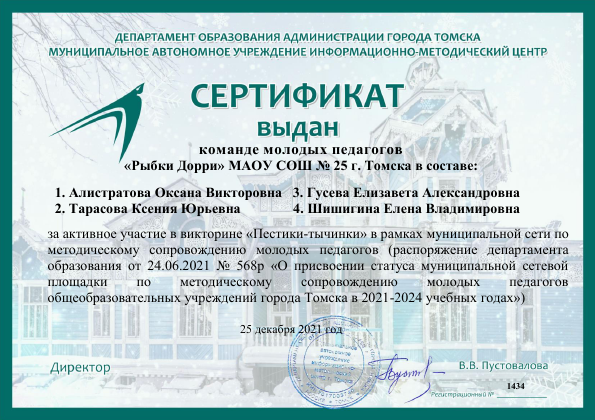 ДЕПАРТАМЕНТ ОБРАЗОВАНИЯ АДМИНИСТРАЦИИ ГОРОДА ТОМСКА
МУНИЦИПАЛЬНОЕ АВТОНОМНОЕ УЧРЕЖДЕНИЕ ИНФОРМАЦИОННО-МЕТОДИЧЕСКИЙ ЦЕНТР
СЕРТИФИКАТ
выдан
команде молодых педагогов
«Рыбки Дорри» МАОУ СОШ № 25 г. Томска в составе:
1. Алистратова Оксана Викторовна 3. Гусева Елизавета Александровна
2. Тарасова Ксения Юрьевна 4. Шишигина Елена Владимировна
за активное участие в викторине «Пестики-тычинки» в рамках муниципальной сети по
методическому сопровождению молодых педагогов (распоряжение департамента
образования от 24.06.2021 № 568р «О присвоении статуса муниципальной сетевой
площадки по методическому сопровождению молодых педагогов
общеобразовательных учреждений города Томска в 2021-2024 учебных годах»)
25 декабря 2021 год
Директор
В.В. Пустовалова
1434
Регистрационный №